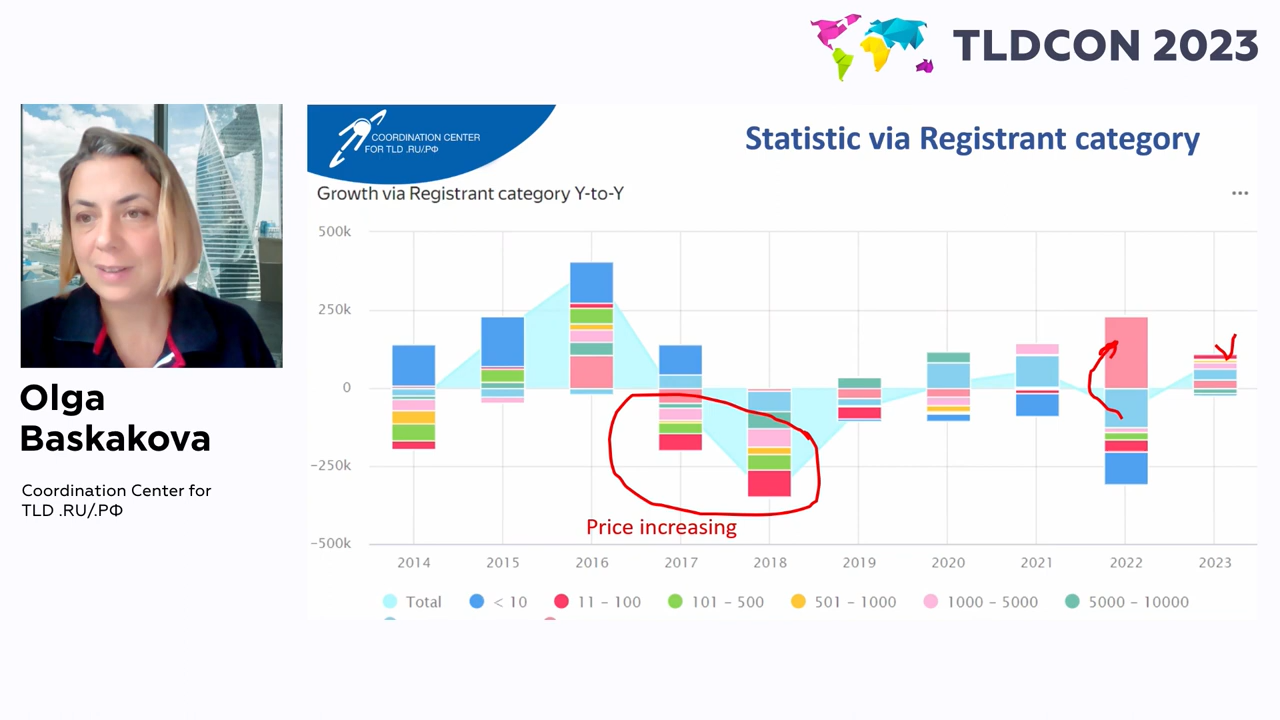 TLDCON 2023
COORDINATION CENTER
FOR TLD .RU/.РФ
Statistic via Registrant category
Growth via Registrant category Y-to-Y
...
500k
250k
0
−250k
−500k
Price increasing
2014 2015 2016 2017 2018 2019 2020 2021 2022 2023
Total < 10 11 – 100 101 – 500 501 – 1000 1000 – 5000 5000 – 10000
Olga
Baskakova
Coordination Center for
TLD .RU/.РФ